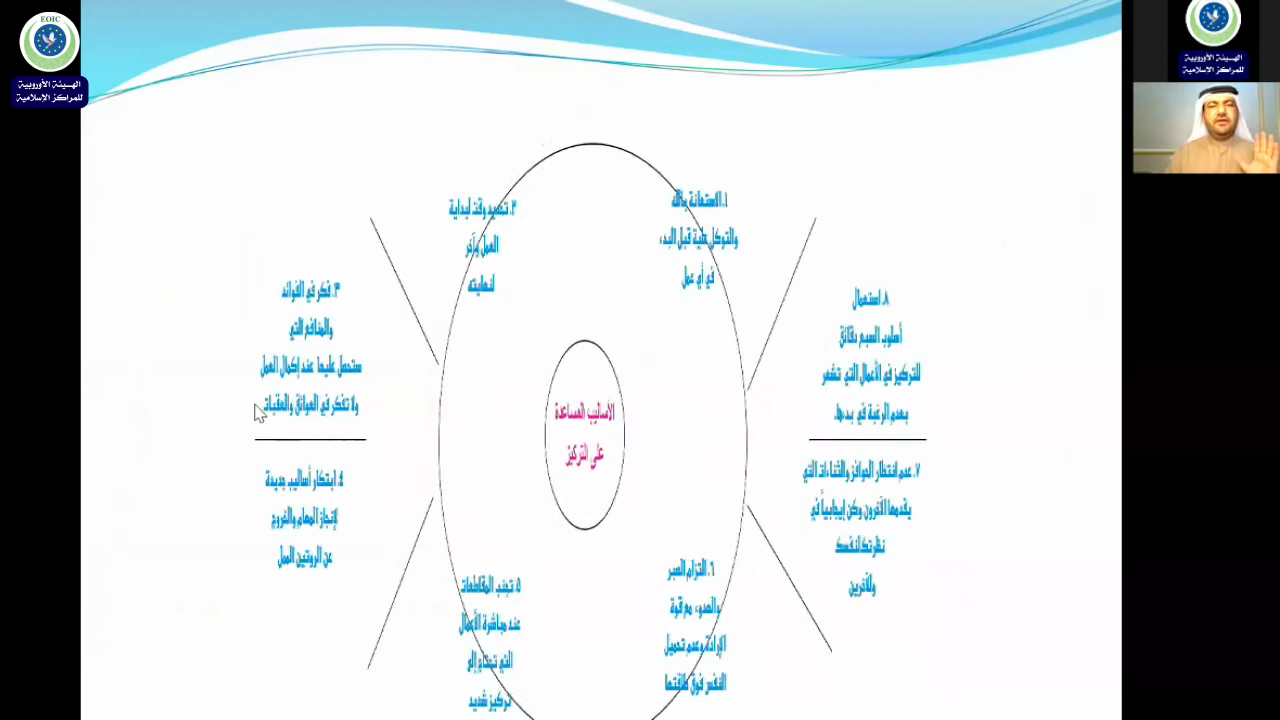 EOIC
الهيئة الأوروبية
للمراكز الإسلامية
الهيئة الأوروبية
للمراكز الاسلامية
الأساليب المساعدة
على التركيز
١. الاستعانة بالله
والتوكل عليه قبل البدء
في أي عمل
٢. تحديد وقت لبداية
العمل وآخر
لنهايته
٣. فكر في الفوائد
والمنافع التي
ستحصل عليها عند إكمال العمل
ولا تفكر في العوائق والعقبات
٤. ابتكار أساليب جديدة
لإنجاز المهام والخروج
عن الروتين الممل
٥. تجنب المقاطعات
عند مباشرة الأعمال
التي تحتاج إلى
تركيز شديد
٦. التزام الصبر
والهدوء مع قوة
الإرادة وعدم تحميل
النفس فوق طاقتها
٧. عدم انتظار الحوافز والثناءات التي
يقدمها الآخرون وكن إيجابياً في
نظرتك لنفسك
وللآخرين
٨. استعمال
أسلوب السبع دقائق
للتركيز في الأعمال التي تشعر
بعدم الرغبة في بدءها.